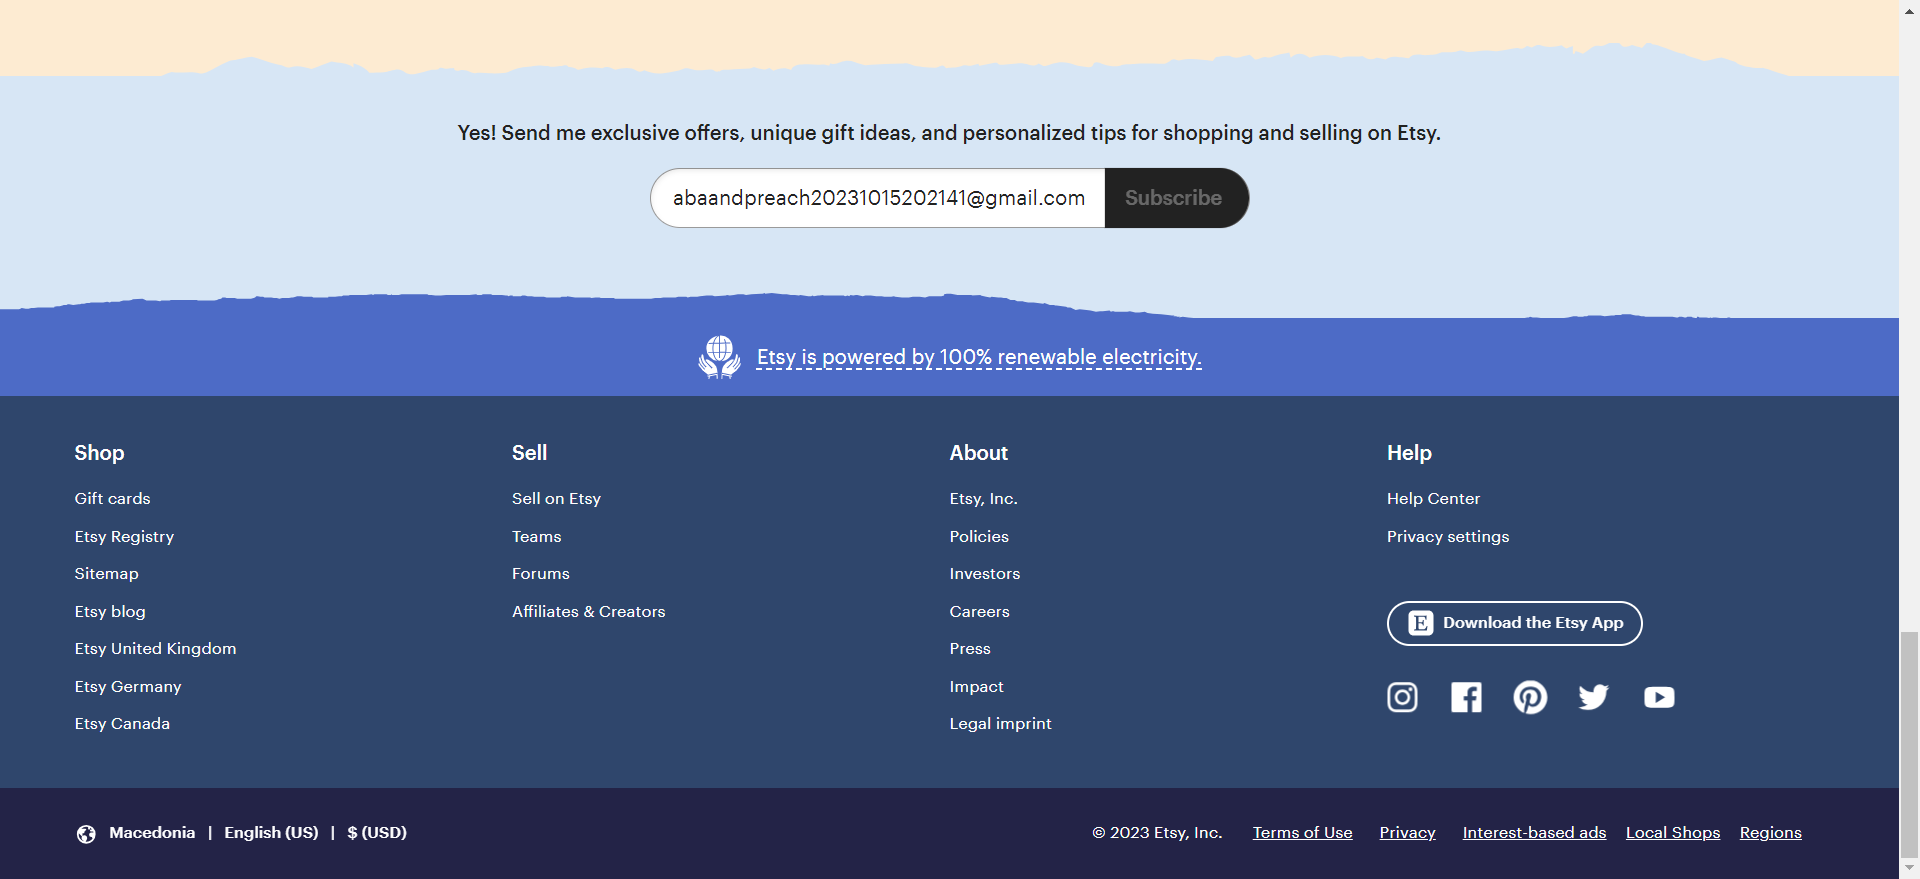 Yes! Send me exclusive offers, unique gift ideas, and personalized tips for shopping and selling on Etsy.
abaandpreach20231015202141@gmail.com Subscribe
Etsy is powered by 100% renewable electricity.
Shop
Gift cards
Etsy Registry
Sitemap
Etsy blog
Etsy United Kingdom
Etsy Germany
Etsy Canada
Sell
Sell on Etsy
Teams
Forums
Affiliates & Creators
About
Etsy, Inc.
Policies
Investors
Careers
Press
Impact
Legal imprint
Help
Help Center
Privacy settings
E Download the Etsy App
Macedonia | English (US) | $ (USD)
© 2023 Etsy, Inc. Terms of Use Privacy Interest-based ads Local Shops Regions